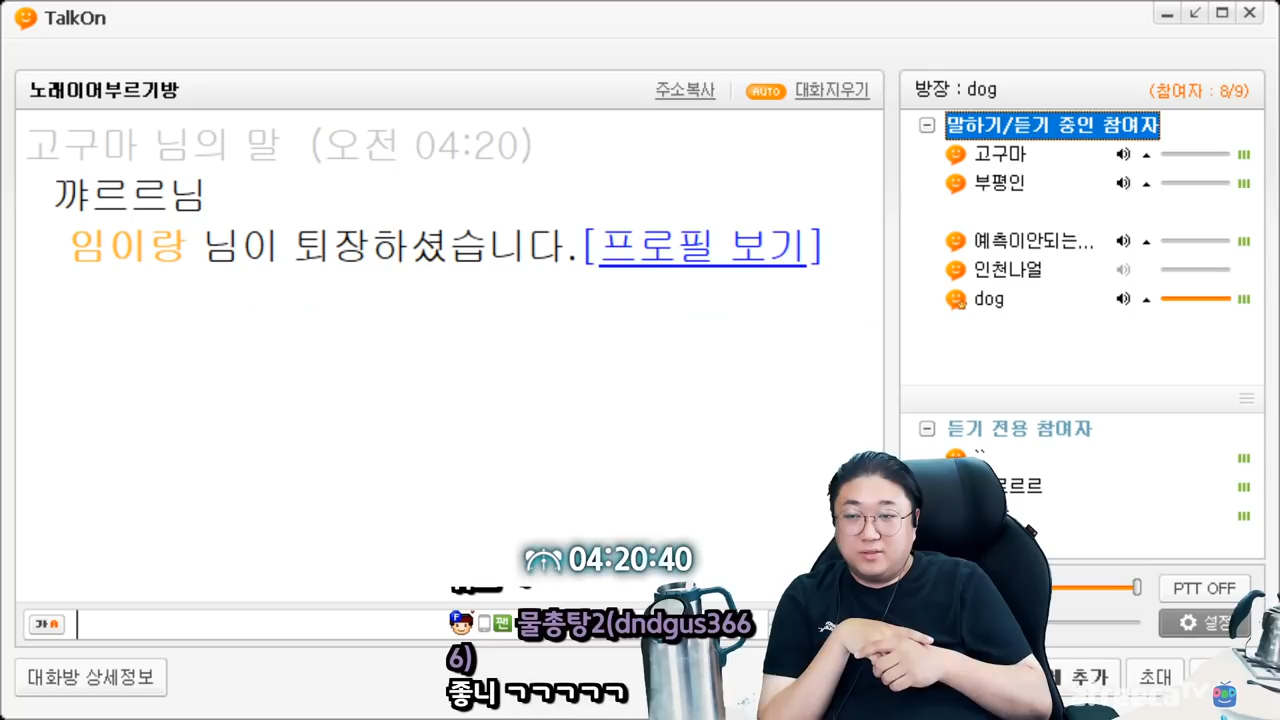 TalkOn
노래이어부르기방
주소복사
AUTO 대화지우기
고구마 님의 말 (오전 04:20)
꺄르르님
임이랑 님이 퇴장하셨습니다.[프로필 보기]
방장 : dog
(참여자 : 8/9)
말하기/듣기 중인 참여자
고구마
부평인
예측이안되는...
인천나얼
dog
듣기 전용 참여자
``
르르르
04:20:40
PTT OFF
설정
가
F 팬 물총탕2(dndgus366
6)
좋니 ㄱㄱㄱㄱㄱ
대화방 상세정보
추가
초대